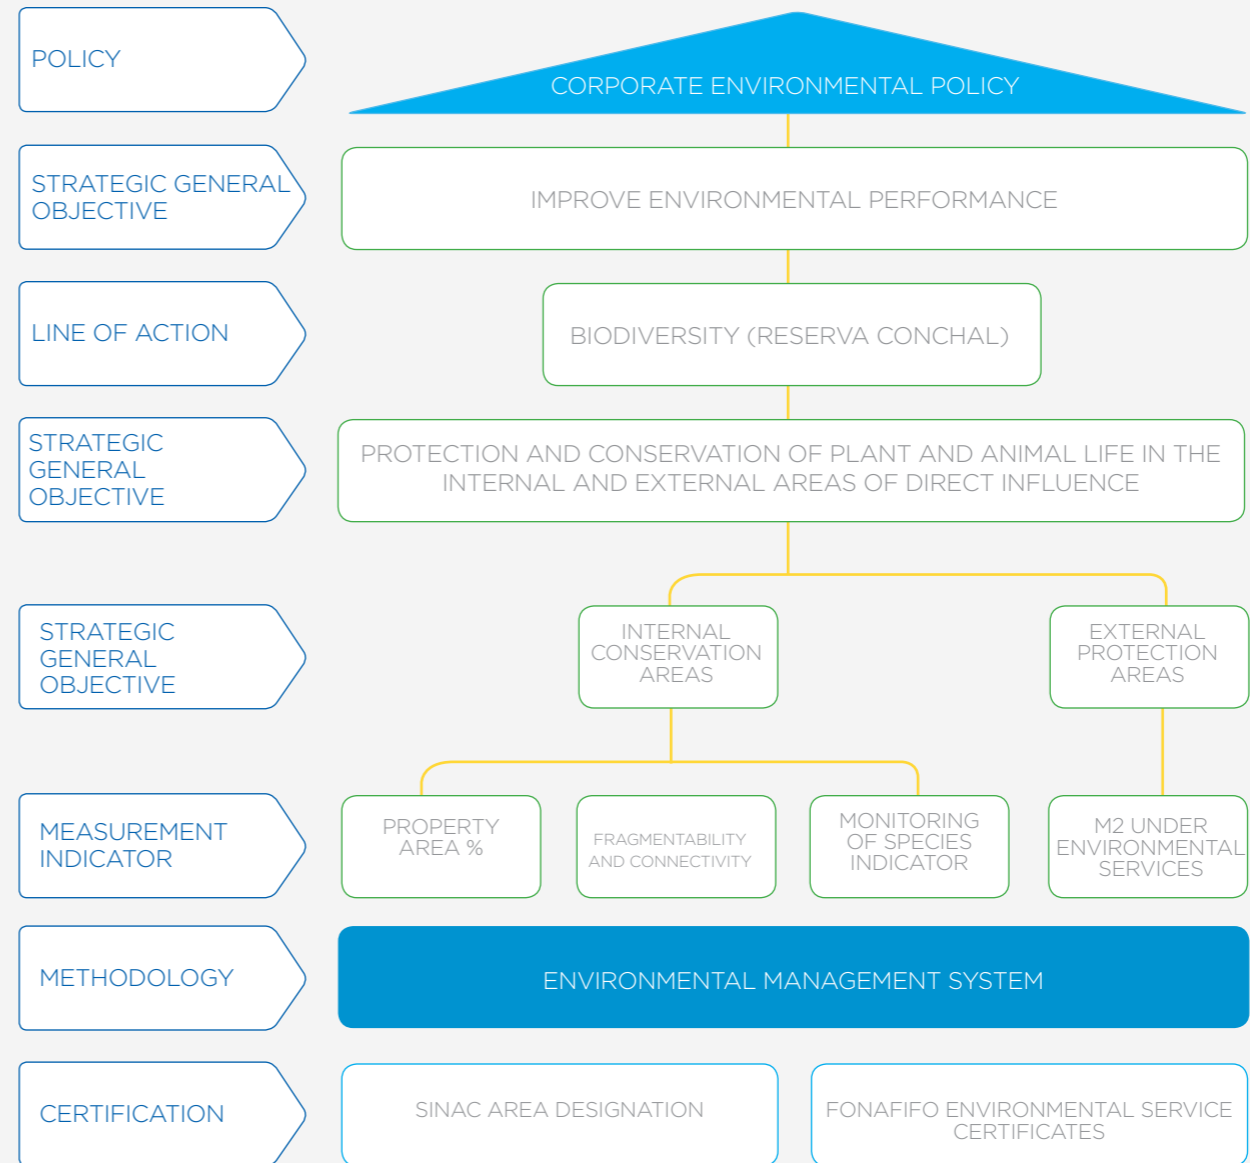 POLICY
CORPORATE ENVIRONMENTAL POLICY
STRATEGIC GENERAL
OBJECTIVE
IMPROVE ENVIRONMENTAL PERFORMANCE
LINE OF ACTION
BIODIVERSITY (RESERVA CONCHAL)
STRATEGIC
GENERAL
OBJECTIVE
PROTECTION AND CONSERVATION OF PLANT AND ANIMAL LIFE IN THE
INTERNAL AND EXTERNAL AREAS OF DIRECT INFLUENCE
STRATEGIC
GENERAL
OBJECTIVE
INTERNAL
CONSERVATION
AREAS
EXTERNAL
PROTECTION
AREAS
MEASUREMENT
INDICATOR
PROPERTY
AREA %
FRAGMENTABILITY
AND CONNECTIVITY
MONITORING
OF SPECIES
INDICATOR
M2 UNDER
ENVIRONMENTAL
SERVICES
METHODOLOGY
ENVIRONMENTAL MANAGEMENT SYSTEM
CERTIFICATION
SINAC AREA DESIGNATION
FONAFIFO ENVIRONMENTAL SERVICE
CERTIFICATES